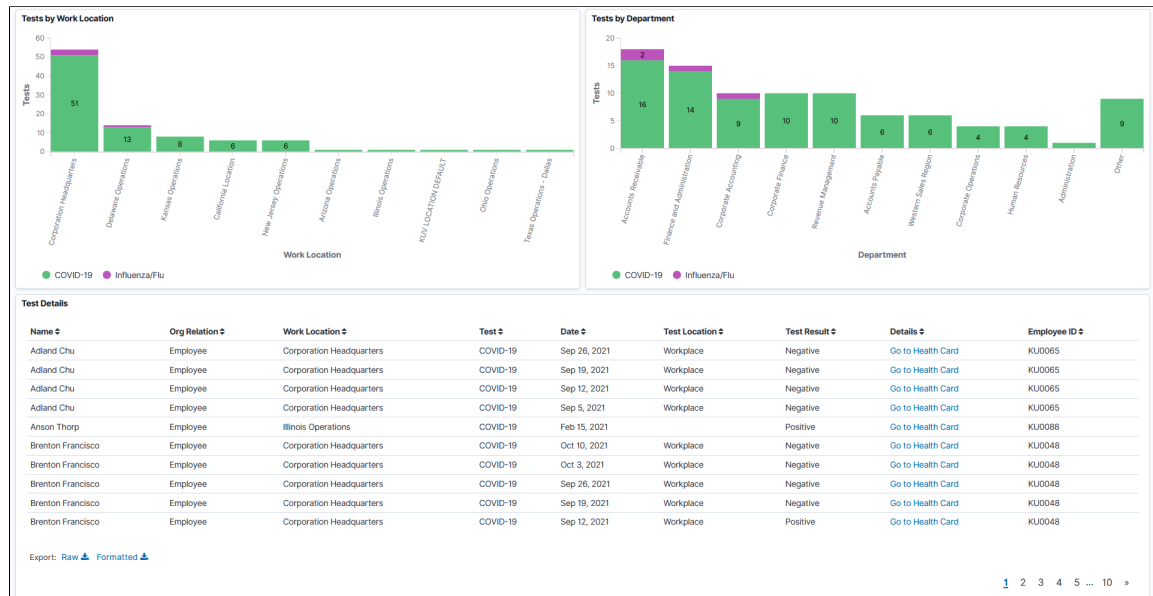 Tests by Work Location
60
50
40
30
20
10
0
Tests
51
13
8
6
6
Corporation Headquarters
Delaware Operations
Kansas Operations
California Location
New Jersey Operations
Arizona Operations
Illinois Operations
KUV LOCATION DEFAULT
Ohio Operations
Texas Operations - Dallas
Work Location
COVID-19 Influenza/Flu
Tests by Department
20
15
10
5
0
Tests
2
16
14
9
10
10
6
6
4
4
9
Accounts Receivable
Finance and Administration
Corporate Accounting
Corporate Finance
Revenue Management
Accounts Payable
Western Sales Region
Corporate Operations
Human Resources
Administration
Other
Department
COVID-19 Influenza/Flu
Test Details
Name Org Relation Work Location Test Date Test Location Test Result Details Employee ID
Adland Chu Employee Corporation Headquarters COVID-19 Sep 26, 2021 Workplace Negative Go to Health Card KU0065
Adland Chu Employee Corporation Headquarters COVID-19 Sep 19, 2021 Workplace Negative Go to Health Card KU0065
Adland Chu Employee Corporation Headquarters COVID-19 Sep 12, 2021 Workplace Negative Go to Health Card KU0065
Adland Chu Employee Corporation Headquarters COVID-19 Sep 5, 2021 Workplace Negative Go to Health Card KU0065
Anson Thorp Employee Illinois Operations COVID-19 Feb 15, 2021 Positive Go to Health Card KU0088
Brenton Francisco Employee Corporation Headquarters COVID-19 Oct 10, 2021 Workplace Negative Go to Health Card KU0048
Brenton Francisco Employee Corporation Headquarters COVID-19 Oct 3, 2021 Workplace Negative Go to Health Card KU0048
Brenton Francisco Employee Corporation Headquarters COVID-19 Sep 26, 2021 Workplace Negative Go to Health Card KU0048
Brenton Francisco Employee Corporation Headquarters COVID-19 Sep 19, 2021 Workplace Negative Go to Health Card KU0048
Brenton Francisco Employee Corporation Headquarters COVID-19 Sep 12, 2021 Workplace Positive Go to Health Card KU0048
Export: Raw Formatted
1 2 3 4 5 ... 10 »